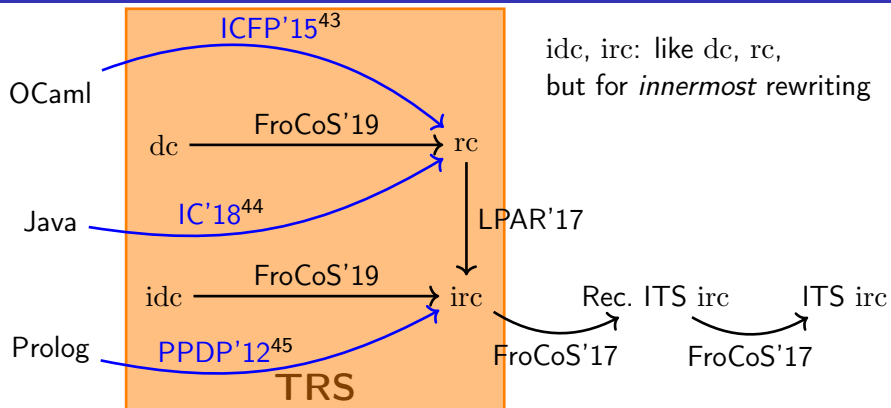 ICFP'15⁴³
idc, irc: like dc, rc,
but for innermost rewriting
OCaml
FroCoS'19
dc
rc
IC'18⁴⁴
Java
LPAR'17
FroCoS'19
idc
irc
Rec. ITS irc
ITS irc
Prolog
PPDP'12⁴⁵
FroCoS'17
FroCoS'17
TRS